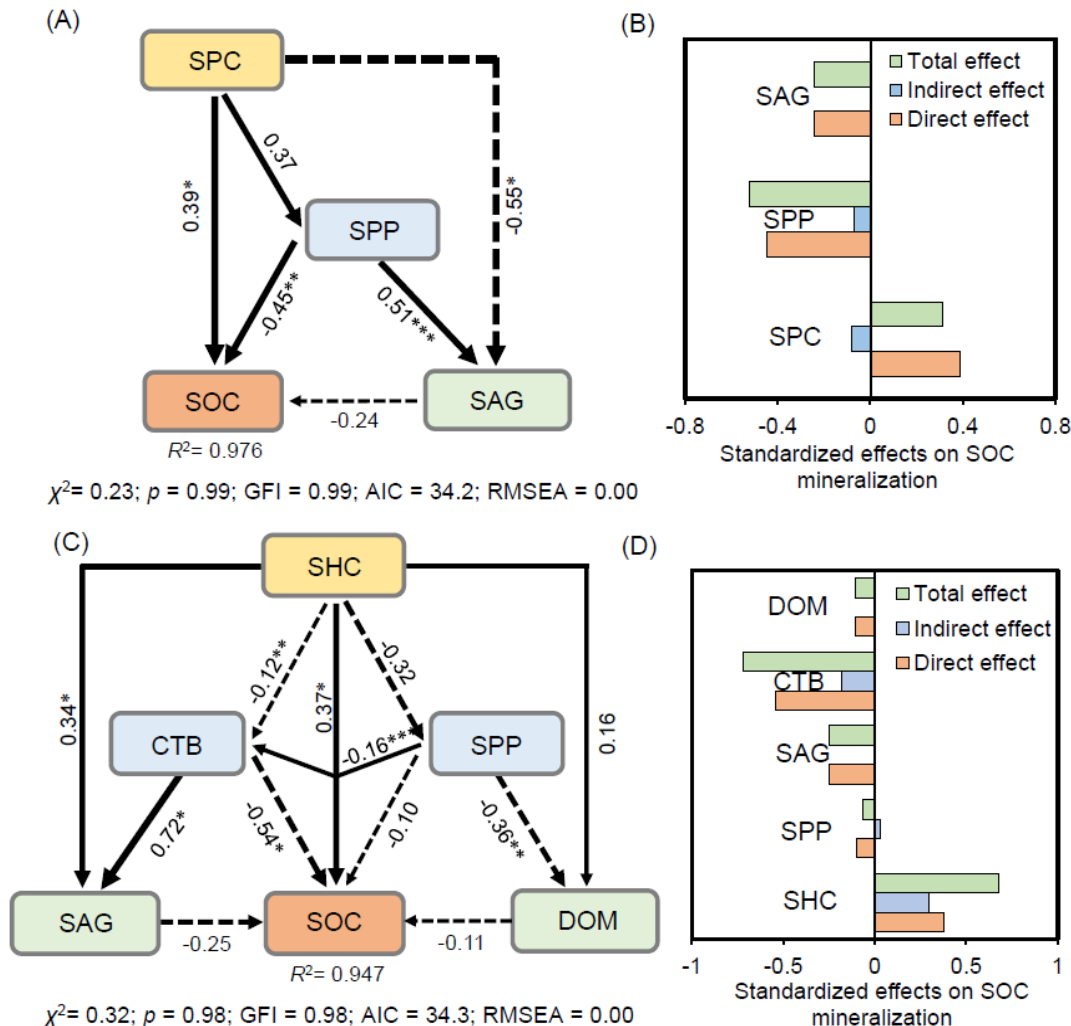 (A)
SPC
0.37
0.39*
-0.55*
SPP
-0.45**
0.51***
SOC
-0.24
SAG
R²= 0.976
χ²= 0.23; p = 0.99; GFI = 0.99; AIC = 34.2; RMSEA = 0.00
(B)
Total effect
Indirect effect
Direct effect
SAG
SPP
SPC
-0.8 -0.4 0 0.4 0.8
Standardized effects on SOC
mineralization
(C)
SHC
-0.12**
-0.32
0.34*
0.37*
0.16
CTB
-0.16***
SPP
0.72*
-0.54*
-0.10
-0.36**
SAG
-0.25
SOC
-0.11
DOM
R²= 0.947
χ²= 0.32; p = 0.98; GFI = 0.98; AIC = 34.3; RMSEA = 0.00
(D)
Total effect
Indirect effect
Direct effect
DOM
CTB
SAG
SPP
SHC
-1 -0.5 0 0.5 1
Standardized effects on SOC
mineralization